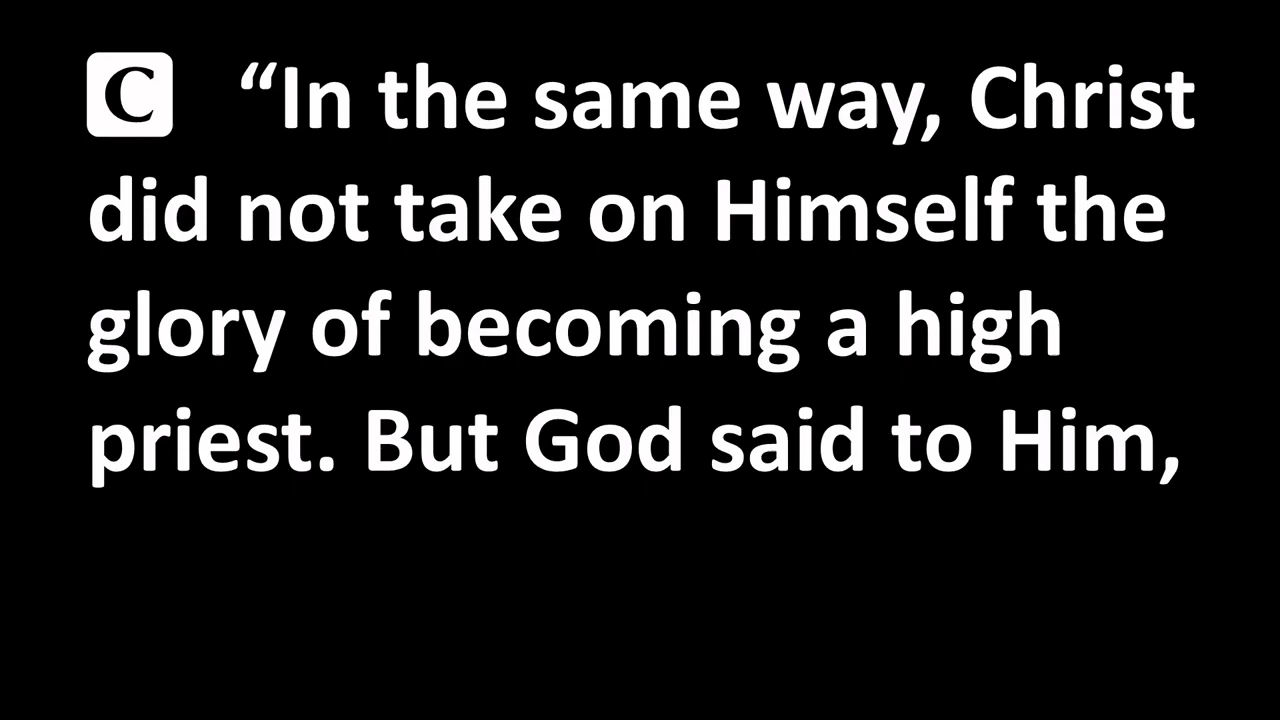 C “In the same way, Christ
did not take on Himself the
glory of becoming a high
priest. But God said to Him,